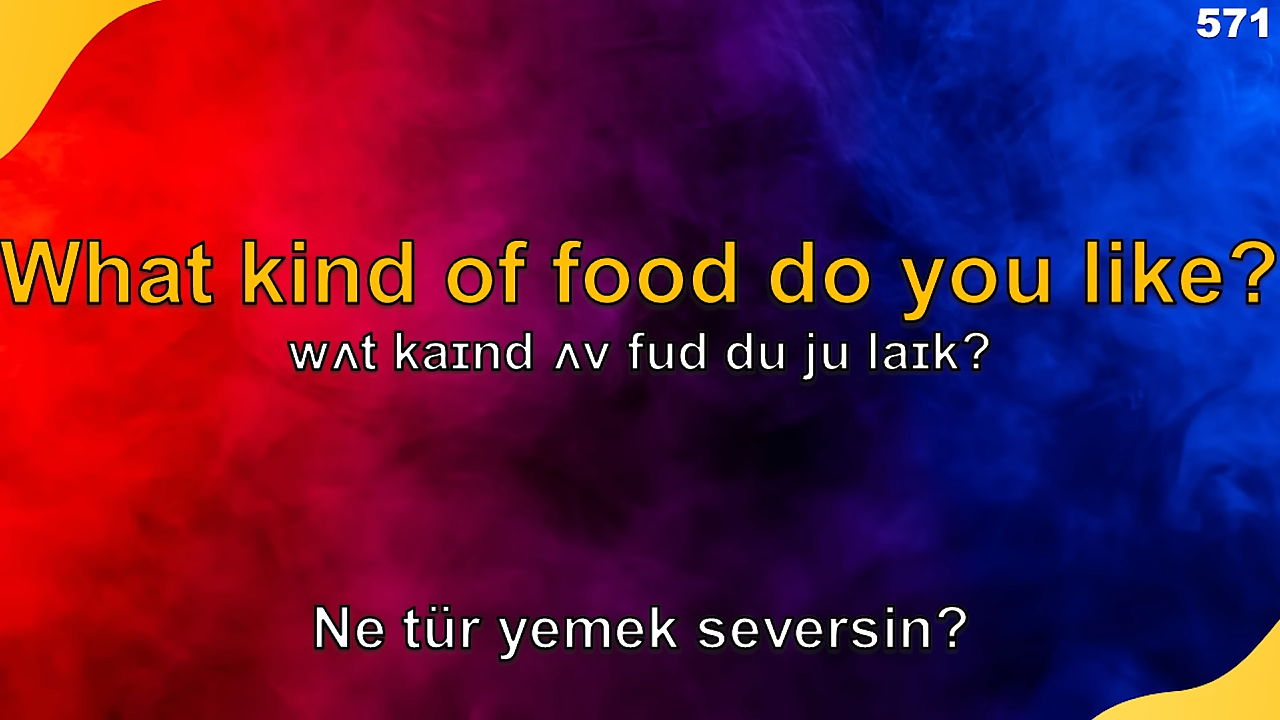 571
What kind of food do you like?
wʌt kaɪnd ʌv fud du ju laɪk?
Ne tür yemek seversin?